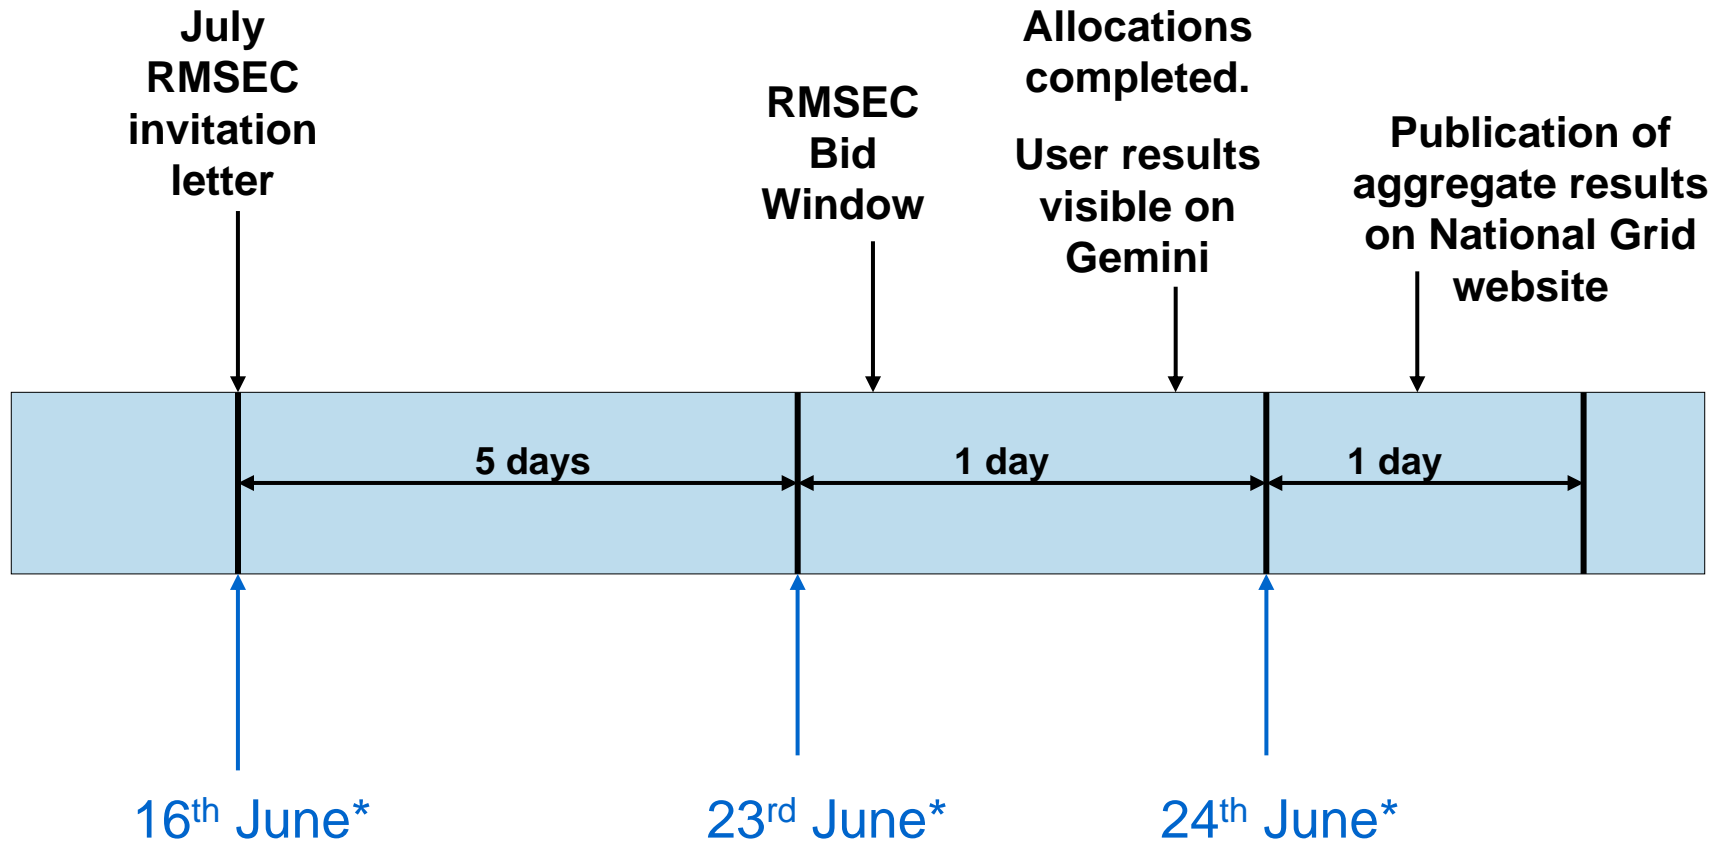 July
RMSEC
invitation
letter
RMSEC
Bid
Window
Allocations
completed.
User results
visible on
Gemini
Publication of
aggregate results
on National Grid
website
5 days
1 day
1 day
16th June*
23rd June*
24th June*